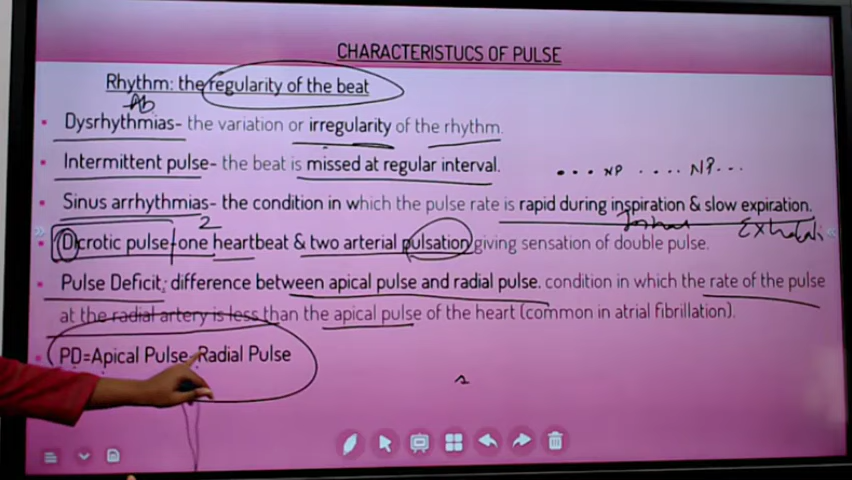 CHARACTERISTUCS OF PULSE
Rhythm: the regularity of the beat
Ab
• Dysrhythmias- the variation or irregularity of the rhythm.
• Intermittent pulse- the beat is missed at regular interval. • • • • NP • • • • NP • • •
• Sinus arrhythmias- the condition in which the pulse rate is rapid during inspiration & slow expiration.
2
• Dicrotic pulse- one heartbeat & two arterial pulsation giving sensation of double pulse.
• Pulse Deficit: difference between apical pulse and radial pulse. condition in which the rate of the pulse
at the radial artery is less than the apical pulse of the heart (common in atrial fibrillation).
• PD=Apical Pulse-Radial Pulse